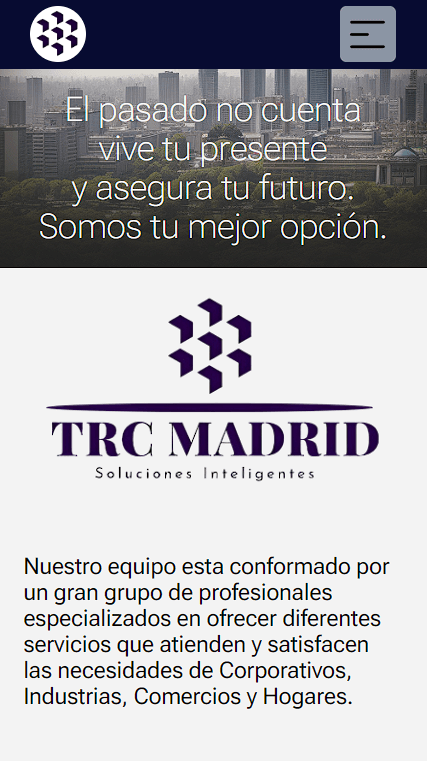 El pasado no cuenta
vive tu presente
y asegura tu futuro.
Somos tu mejor opción.
TRC MADRID
Soluciones Inteligentes
Nuestro equipo esta conformado por
un gran grupo de profesionales
especializados en ofrecer diferentes
servicios que atienden y satisfacen
las necesidades de Corporativos,
Industrias, Comercios y Hogares.